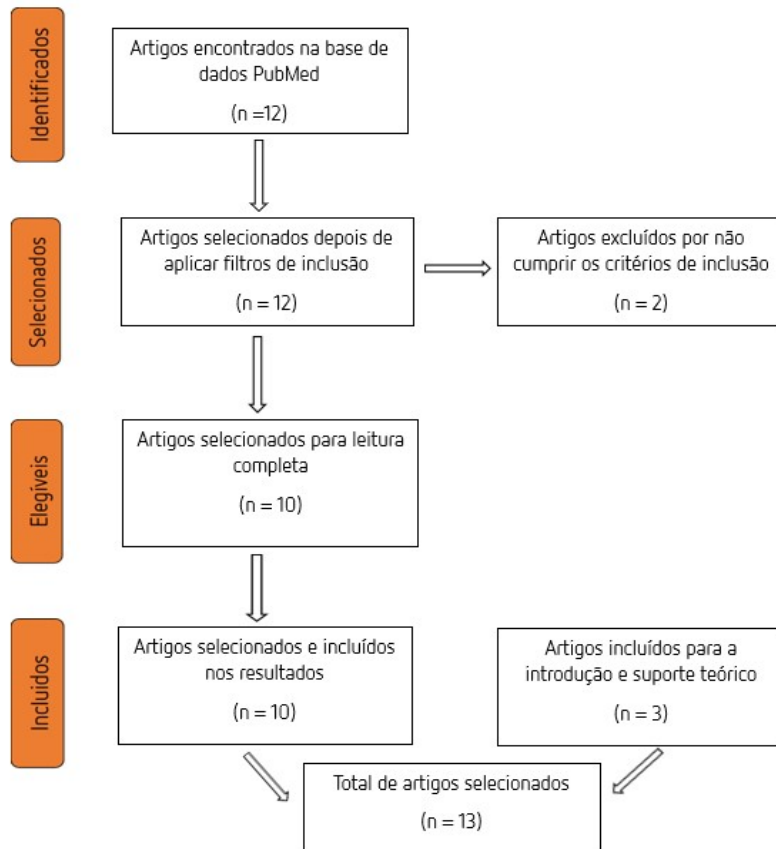 Identificados
Artigos encontrados na base de
dados PubMed
(n =12)
Selecionados
Artigos selecionados depois de
aplicar filtros de inclusão
(n = 12)
Artigos excluídos por não
cumprir os critérios de inclusão
(n = 2)
Elegíveis
Artigos selecionados para leitura
completa
(n = 10)
Incluidos
Artigos selecionados e incluídos
nos resultados
(n = 10)
Artigos incluídos para a
introdução e suporte teórico
(n = 3)
Total de artigos selecionados
(n = 13)